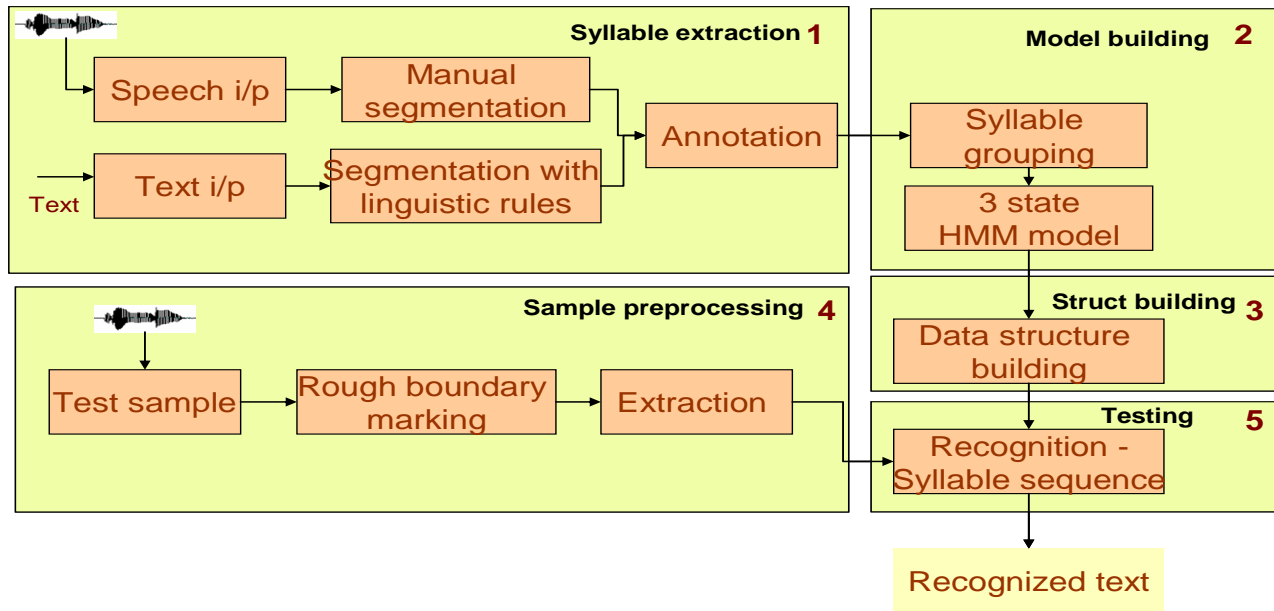 Syllable extraction 1
Speech i/p
Manual
segmentation
Annotation
Text
Text i/p
Segmentation with
linguistic rules
Model building 2
Syllable
grouping
3 state
HMM model
Struct building 3
Data structure
building
Sample preprocessing 4
Test sample
Rough boundary
marking
Extraction
Testing 5
Recognition -
Syllable sequence
Recognized text